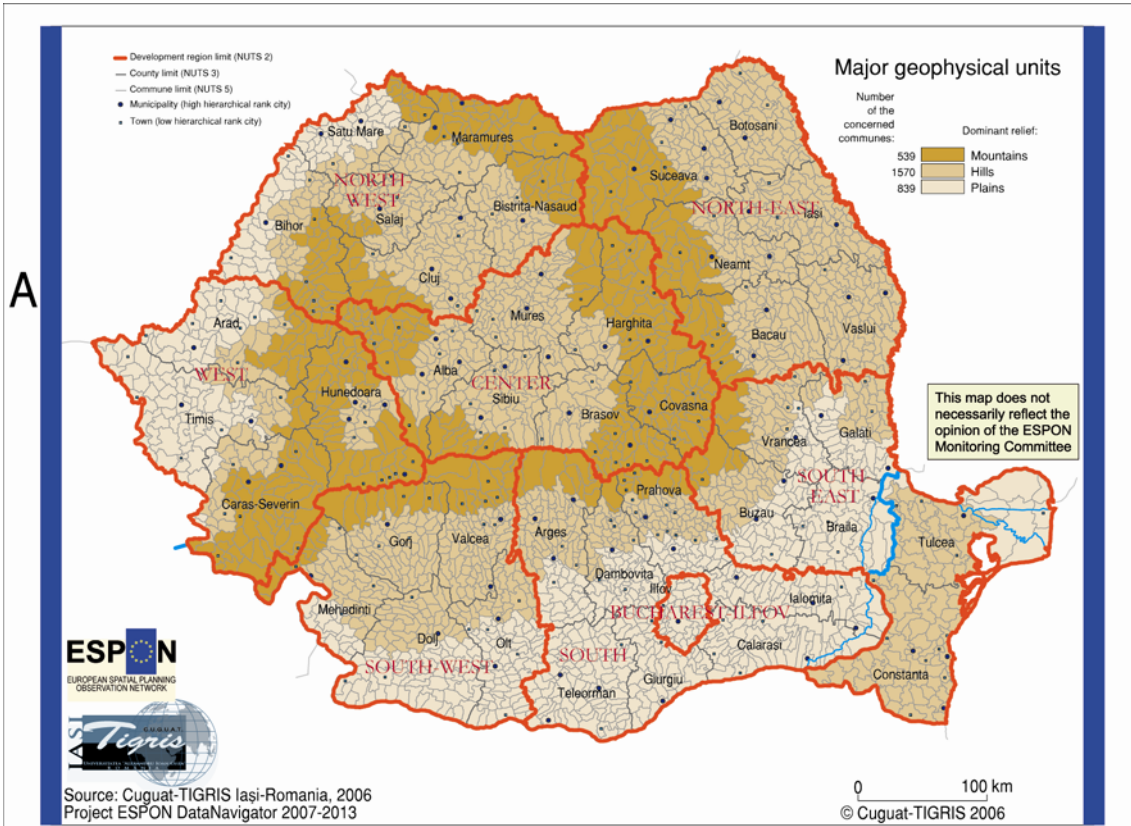 Development region limit (NUTS 2)
County limit (NUTS 3)
Commune limit (NUTS 5)
Municipality (high hierarchical rank city)
Town (low hierarchical rank city)
Major geophysical units
Number
of the
concerned
communes:
Dominant relief:
539 Mountains
1570 Hills
839 Plains
A
Satu Mare
Maramures
Botosani
Suceava
NORTH
WEST
NORTH-EAST
Iasi
Bistrita-Nasaud
Salaj
Bihor
Neamt
Cluj
Mures
Harghita
Arad
Bacau
Vaslui
Alba
WEST
CENTER
Hunedoara
Sibiu
Brasov
Covasna
Timis
Vrancea
Galati
This map does not
necessarily reflect the
opinion of the ESPON
Monitoring Committee
SOUTH
EAST
Caras-Severin
Prahova
Buzau
Braila
Gorj
Valcea
Arges
Tulcea
Dambovita
Ilfov
Ialomita
Mehedinti
BUCHAREST-ILFOV
Dolj
Olt
Calarasi
SOUTH-WEST
SOUTH
Giurgiu
Constanta
Teleorman
ESPON
EUROPEAN SPATIAL PLANNING
OBSERVATION NETWORK
IASI
C.U.G.U.A.T.
Tigris
UNIVERSITATEA "ALEXANDRU IOAN CUZA"
ROMANIA
Source: Cuguat-TIGRIS Iași-Romania, 2006
Project ESPON DataNavigator 2007-2013
0 100 km
© Cuguat-TIGRIS 2006